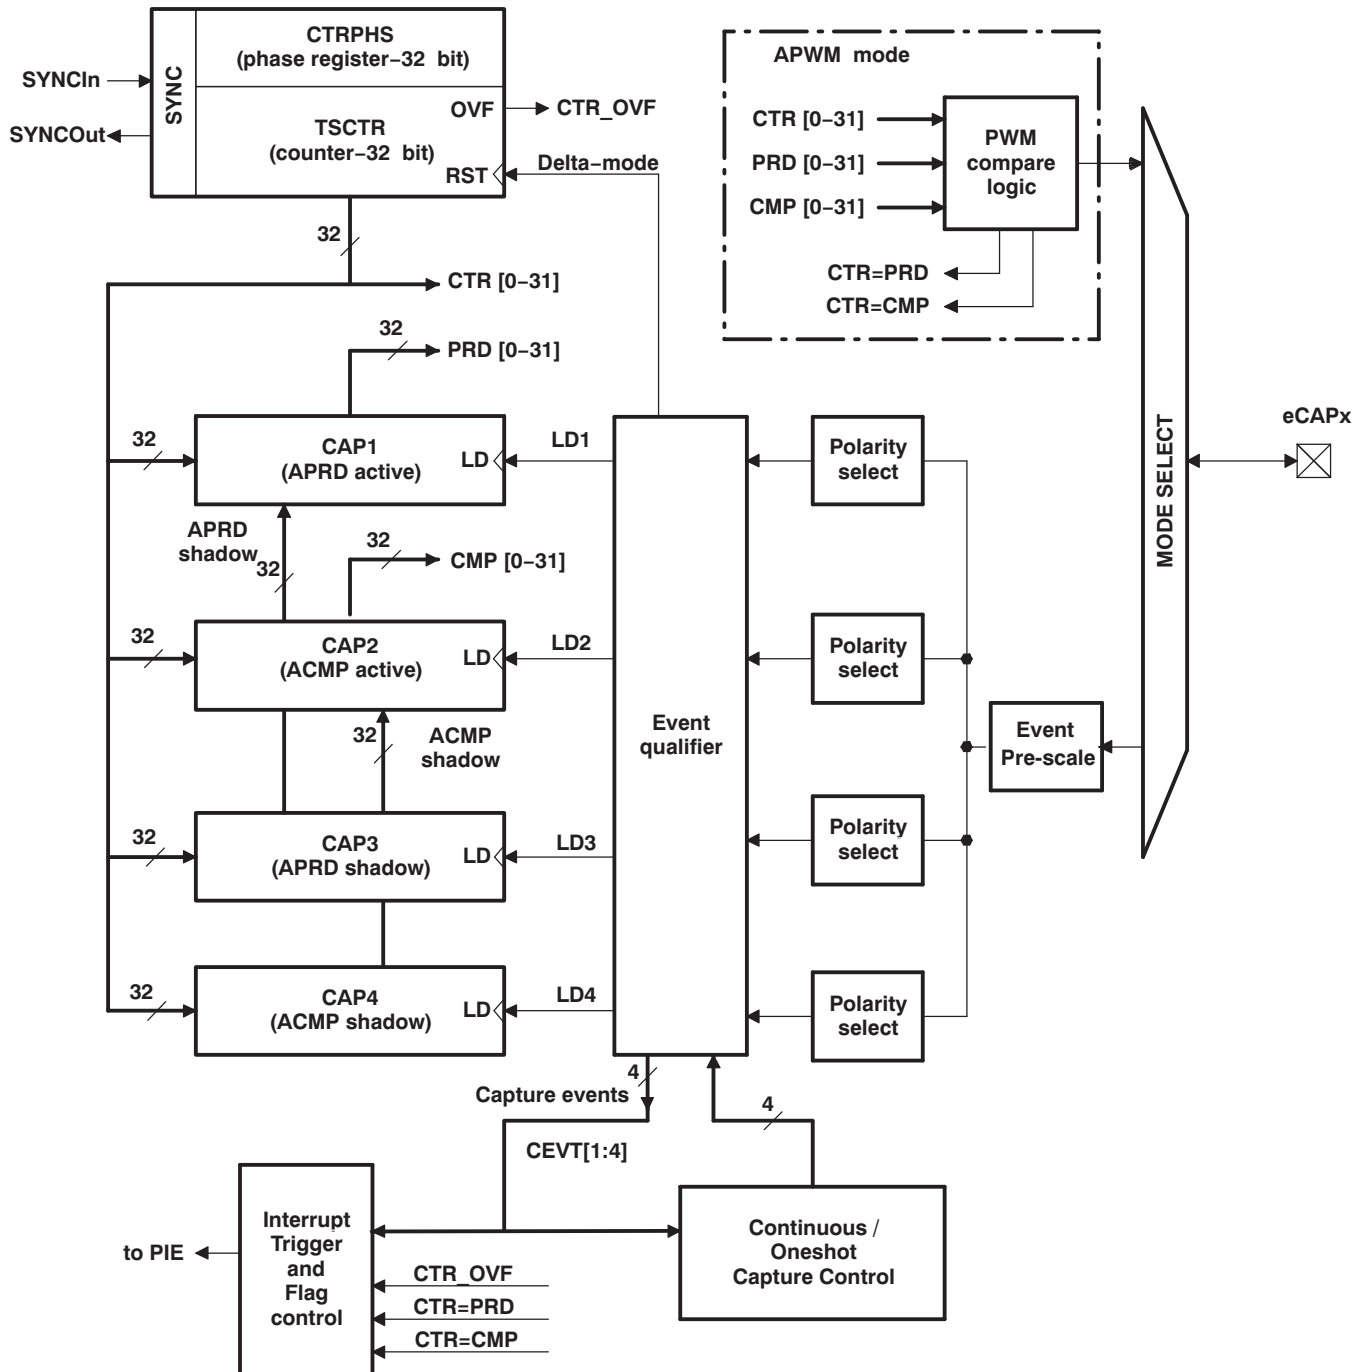 CTRPHS
(phase register−32 bit)
SYNC
SYNCIn
SYNCOut
OVF
CTR_OVF
TSCTR
(counter−32 bit)
RST
Delta−mode
32
CTR [0−31]
32
PRD [0−31]
APWM mode
CTR [0−31]
PRD [0−31]
CMP [0−31]
PWM
compare
logic
CTR=PRD
CTR=CMP
MODE SELECT
eCAPx
32
CAP1
(APRD active)
LD
LD1
Polarity
select
APRD
shadow
32
32
CMP [0−31]
32
CAP2
(ACMP active)
LD
LD2
Polarity
select
32
ACMP
shadow
Event
qualifier
Event
Pre-scale
32
CAP3
(APRD shadow)
LD
LD3
Polarity
select
32
CAP4
(ACMP shadow)
LD
LD4
Polarity
select
4
Capture events
CEVT[1:4]
4
Interrupt
Trigger
and
Flag
control
to PIE
CTR_OVF
CTR=PRD
CTR=CMP
Continuous /
Oneshot
Capture Control